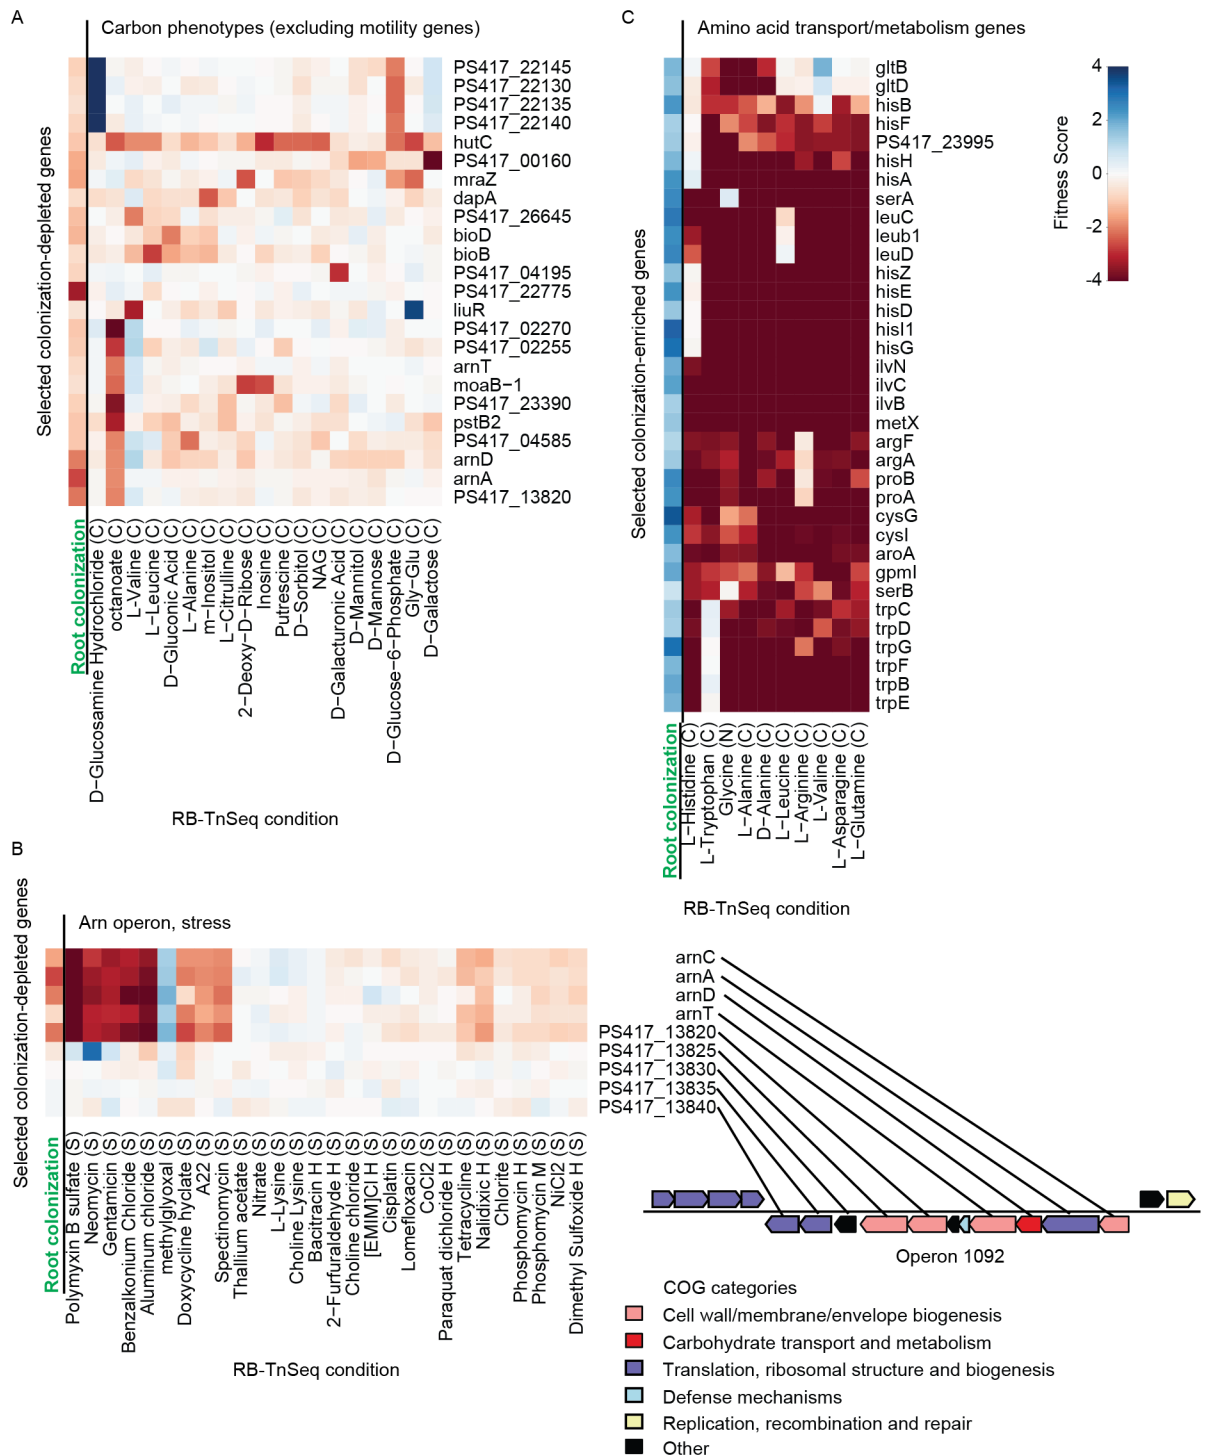 A
Carbon phenotypes (excluding motility genes)
Selected colonization-depleted genes
PS417_22145
PS417_22130
PS417_22135
PS417_22140
hutC
PS417_00160
mraZ
dapA
PS417_26645
bioD
bioB
PS417_04195
PS417_22775
liuR
PS417_02270
PS417_02255
arnT
moaB−1
PS417_23390
pstB2
PS417_04585
arnD
arnA
PS417_13820
Root colonization
D−Glucosamine Hydrochloride (C)
octanoate (C)
L-Valine (C)
L−Leucine (C)
D−Gluconic Acid (C)
L−Alanine (C)
m−Inositol (C)
L−Citrulline (C)
2−Deoxy−D−Ribose (C)
Inosine (C)
Putrescine (C)
D−Sorbitol (C)
NAG (C)
D−Galacturonic Acid (C)
D−Mannitol (C)
D−Mannose (C)
D−Glucose−6−Phosphate (C)
Gly−Glu (C)
D−Galactose (C)
RB-TnSeq condition
C
Amino acid transport/metabolism genes
Selected colonization-enriched genes
gltB
gltD
hisB
hisF
PS417_23995
hisH
hisA
serA
leuC
leub1
leuD
hisZ
hisE
hisD
hisI1
hisG
ilvN
ilvC
ilvB
metX
argF
argA
proB
proA
cysG
cysI
aroA
gpmI
serB
trpC
trpD
trpG
trpF
trpB
trpE
Root colonization
L−Histidine (C)
L-Tryptophan (C)
Glycine (N)
L−Alanine (C)
D−Alanine (C)
L−Leucine (C)
L−Arginine (C)
L-Valine (C)
L−Asparagine (C)
L−Glutamine (C)
RB-TnSeq condition
Fitness Score
4
2
0
-2
-4
B
Arn operon, stress
Selected colonization-depleted genes
arnC
arnA
arnD
arnT
PS417_13820
PS417_13825
PS417_13830
PS417_13835
PS417_13840
Root colonization
Polymyxin B sulfate (S)
Neomycin (S)
Gentamicin (S)
Benzalkonium Chloride (S)
Aluminum chloride (S)
methylglyoxal (S)
Doxycycline hyclate (S)
A22 (S)
Spectinomycin (S)
Thallium acetate (S)
Nitrate (S)
L-Lysine (S)
Choline Lysine (S)
Bacitracin H (S)
2−Furfuraldehyde H (S)
Choline chloride (S)
[EMIM]Cl H (S)
Cisplatin (S)
Lomefloxacin (S)
CoCl2 (S)
Paraquat dichloride H (S)
Tetracycline (S)
Nalidixic H (S)
Chlorite (S)
Phosphomycin H (S)
Phosphomycin M (S)
NiCl2 (S)
Dimethyl Sulfoxide H (S)
RB-TnSeq condition
Operon 1092
COG categories
Cell wall/membrane/envelope biogenesis
Carbohydrate transport and metabolism
Translation, ribosomal structure and biogenesis
Defense mechanisms
Replication, recombination and repair
Other